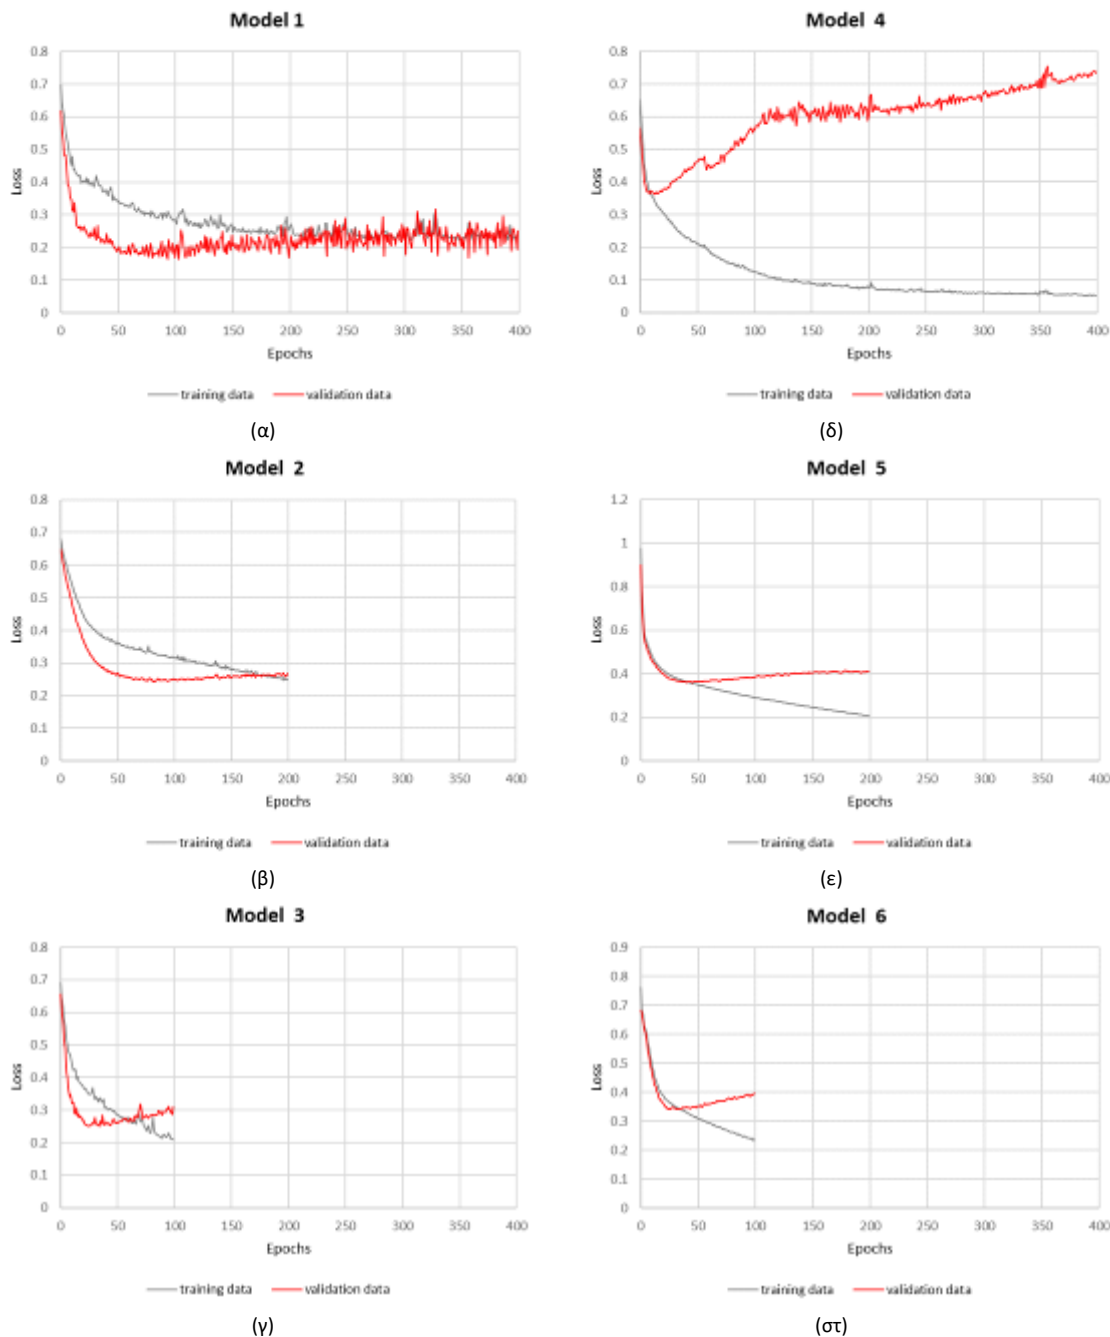 Model 1
0.8
0.7
0.6
0.5
0.4
0.3
0.2
0.1
0
Loss
0 50 100 150 200 250 300 350 400
Epochs
training data validation data
(α)
Model 4
0.8
0.7
0.6
0.5
0.4
0.3
0.2
0.1
0
Loss
0 50 100 150 200 250 300 350 400
Epochs
training data validation data
(δ)
Model 2
0.8
0.7
0.6
0.5
0.4
0.3
0.2
0.1
0
Loss
0 50 100 150 200 250 300 350 400
Epochs
training data validation data
(β)
Model 5
1.2
1
0.8
0.6
0.4
0.2
0
Loss
0 50 100 150 200 250 300 350 400
Epochs
training data validation data
(ε)
Model 3
0.8
0.7
0.6
0.5
0.4
0.3
0.2
0.1
0
Loss
0 50 100 150 200 250 300 350 400
Epochs
training data validation data
(γ)
Model 6
0.9
0.8
0.7
0.6
0.5
0.4
0.3
0.2
0.1
0
Loss
0 50 100 150 200 250 300 350 400
Epochs
training data validation data
(στ)